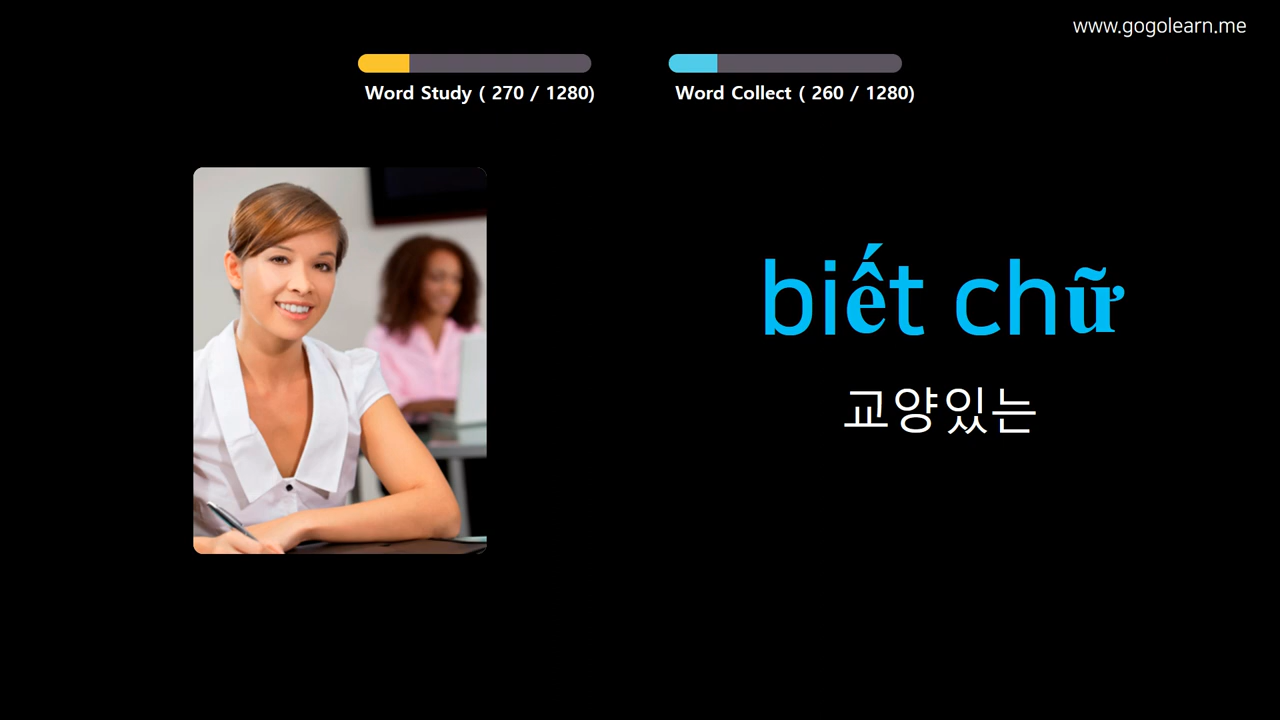 www.gogolearn.me
Word Study ( 270 / 1280)
Word Collect ( 260 / 1280)
biết chữ
교양있는